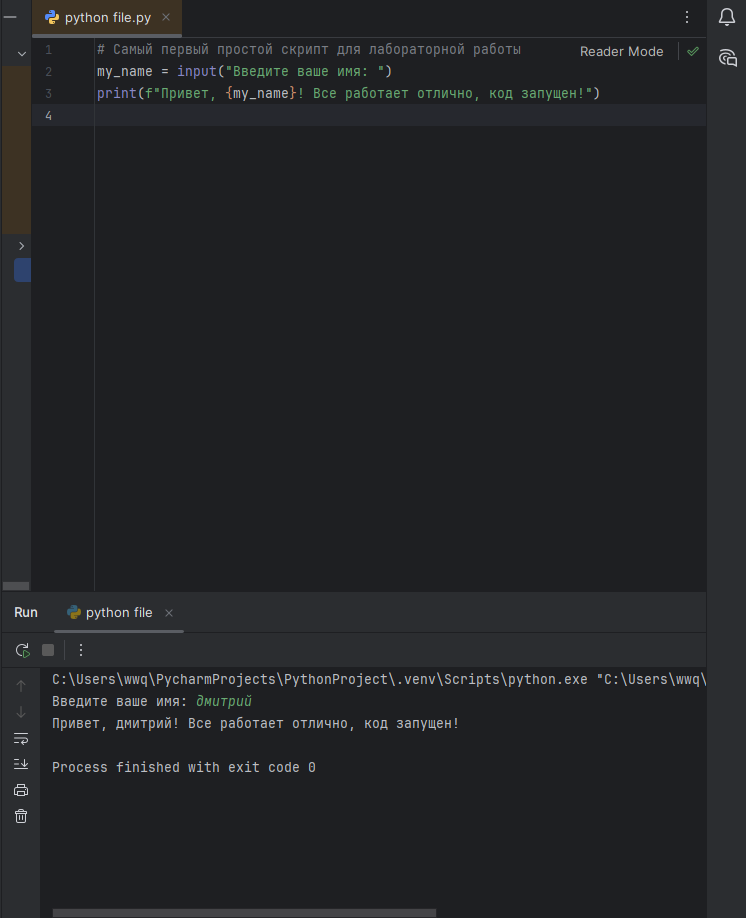 python file.py
Reader Mode
1 # Самый первый простой скрипт для лабораторной работы
2 my_name = input("Введите ваше имя: ")
3 print(f"Привет, {my_name}! Все работает отлично, код запущен!")
4
Run python file
C:\Users\wwq\PycharmProjects\PythonProject\.venv\Scripts\python.exe "C:\Users\wwq\
Введите ваше имя: дмитрий
Привет, дмитрий! Все работает отлично, код запущен!
Process finished with exit code 0